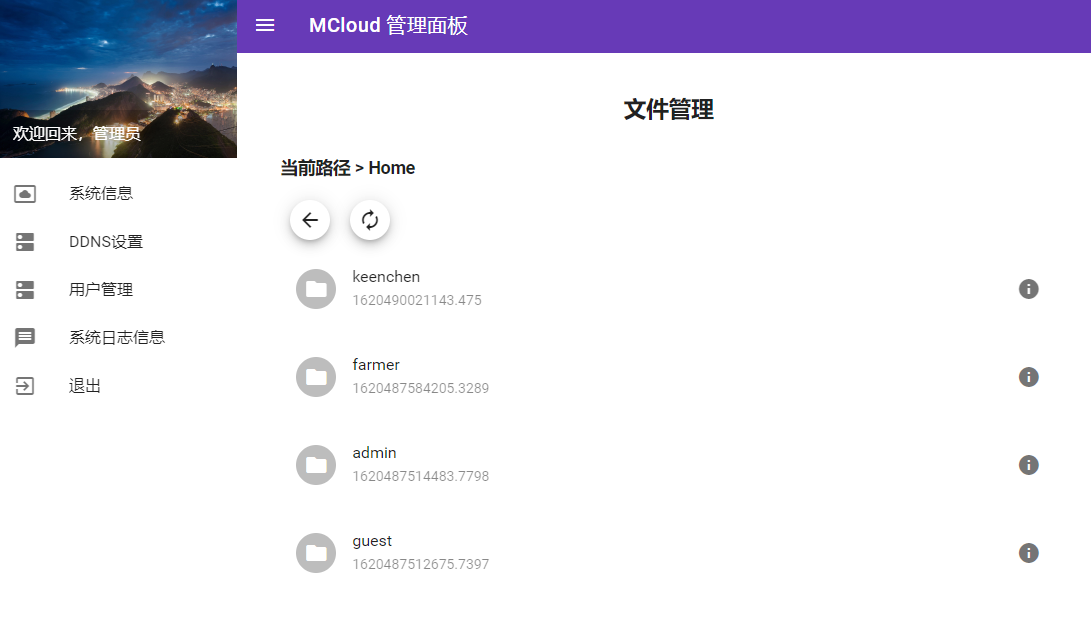 欢迎回来，管理员
系统信息
DDNS设置
用户管理
系统日志信息
退出
MCloud 管理面板
文件管理
当前路径 > Home
keenchen
1620490021143.475
farmer
1620487584205.3289
admin
1620487514483.7798
guest
1620487512675.7397